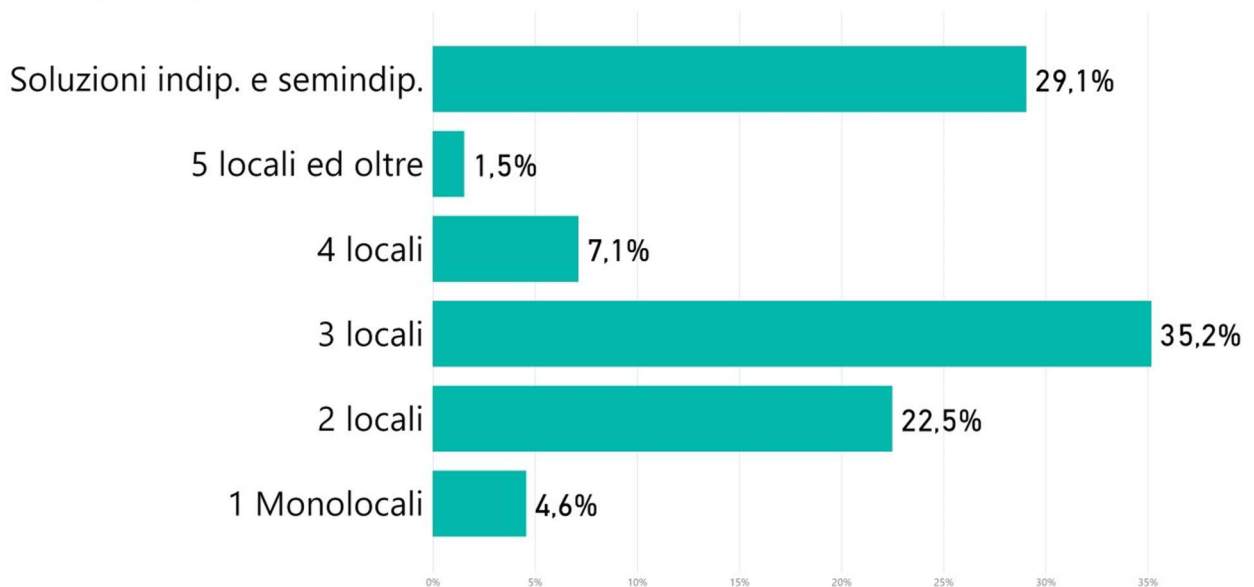 Soluzioni indip. e semindip. 29,1%
5 locali ed oltre 1,5%
4 locali 7,1%
3 locali 35,2%
2 locali 22,5%
1 Monolocali 4,6%
0% 5% 10% 15% 20% 25% 30% 35%